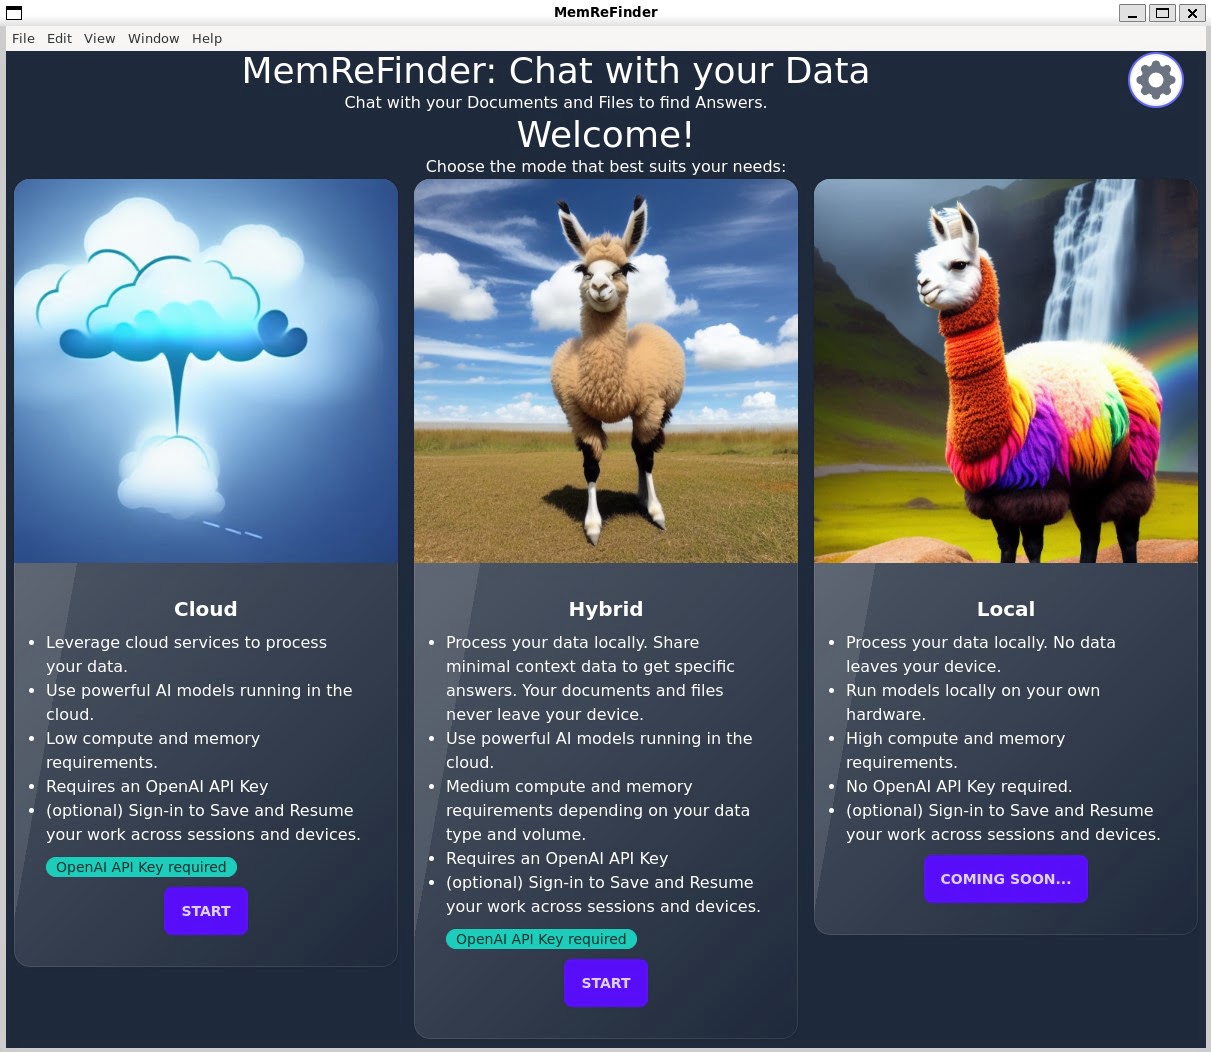 MemReFinder
File Edit View Window Help
MemReFinder: Chat with your Data
Chat with your Documents and Files to find Answers.
Welcome!
Choose the mode that best suits your needs:
Cloud
• Leverage cloud services to process
your data.
• Use powerful AI models running in the
cloud.
• Low compute and memory
requirements.
• Requires an OpenAI API Key
• (optional) Sign-in to Save and Resume
your work across sessions and devices.
OpenAI API Key required
START
Hybrid
• Process your data locally. Share
minimal context data to get specific
answers. Your documents and files
never leave your device.
• Use powerful AI models running in the
cloud.
• Medium compute and memory
requirements depending on your data
type and volume.
• Requires an OpenAI API Key
• (optional) Sign-in to Save and Resume
your work across sessions and devices.
OpenAI API Key required
START
Local
• Process your data locally. No data
leaves your device.
• Run models locally on your own
hardware.
• High compute and memory
requirements.
• No OpenAI API Key required.
• (optional) Sign-in to Save and Resume
your work across sessions and devices.
COMING SOON...